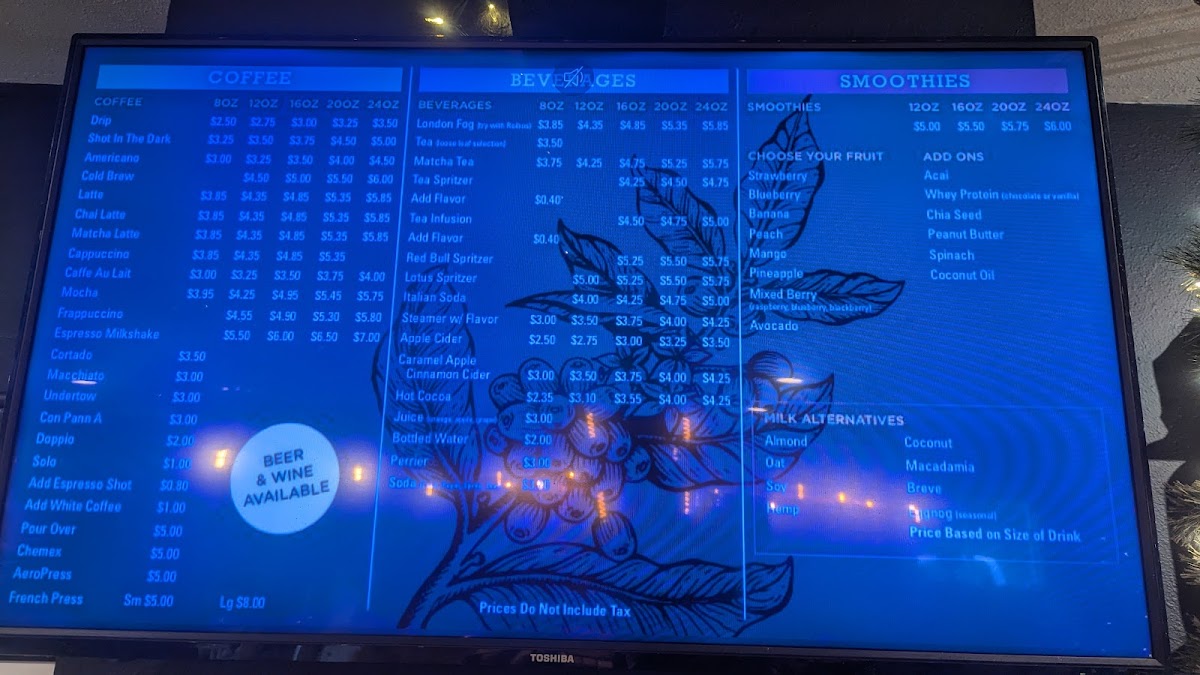 COFFEE
COFFEE 8OZ 12OZ 16OZ 20OZ 24OZ
Drip $2.50 $2.75 $3.00 $3.25 $3.50
Shot In The Dark $3.25 $3.50 $3.75 $4.50 $5.00
Americano $3.00 $3.25 $3.50 $4.00 $4.50
Cold Brew $4.50 $5.00 $5.50 $6.00
Latte $3.85 $4.35 $4.85 $5.35 $5.85
Chai Latte $3.85 $4.35 $4.85 $5.35 $5.85
Matcha Latte $3.85 $4.35 $4.85 $5.35 $5.85
Cappuccino $3.85 $4.35 $4.85 $5.35
Caffe Au Lait $3.00 $3.25 $3.50 $3.75 $4.00
Mocha $3.95 $4.25 $4.95 $5.45 $5.75
Frappuccino $4.55 $4.90 $5.30 $5.80
Espresso Milkshake $5.50 $6.00 $6.50 $7.00
Cortado $3.50
Macchiato $3.00
Undertow $3.00
Con Pann A $3.00
Doppio $2.00
Solo $1.00
Add Espresso Shot $0.80
Add White Coffee $1.00
Pour Over $5.00
Chemex $5.00
AeroPress $5.00
French Press Sm $5.00 Lg $8.00
BEER
& WINE
AVAILABLE
BEVERAGES
BEVERAGES 8OZ 12OZ 16OZ 20OZ 24OZ
London Fog (try with Roibos) $3.85 $4.35 $4.85 $5.35 $5.85
Tea (loose leaf selection) $3.50
Matcha Tea $3.75 $4.25 $4.75 $5.25 $5.75
Tea Spritzer $4.25 $4.50 $4.75
Add Flavor $0.40
Tea Infusion $4.50 $4.75 $5.00
Add Flavor $0.40
Red Bull Spritzer $5.25 $5.50 $5.75
Lotus Spritzer $5.00 $5.25 $5.50 $5.75
Italian Soda $4.00 $4.25 $4.75 $5.00
Steamer w/ Flavor $3.00 $3.50 $3.75 $4.00 $4.25
Apple Cider $2.50 $2.75 $3.00 $3.25 $3.50
Caramel Apple
Cinnamon Cider $3.00 $3.50 $3.75 $4.00 $4.25
Hot Cocoa $2.35 $3.10 $3.55 $4.00 $4.25
Juice $3.00
Bottled Water $2.00
Perrier $3.00
Soda
Prices Do Not Include Tax
SMOOTHIES
SMOOTHIES 12OZ 16OZ 20OZ 24OZ
$5.00 $5.50 $5.75 $6.00
CHOOSE YOUR FRUIT
Strawberry
Blueberry
Banana
Peach
Mango
Pineapple
Mixed Berry
(raspberry, blueberry, blackberry)
Avocado
ADD ONS
Acai
Whey Protein (chocolate or vanilla)
Chia Seed
Peanut Butter
Spinach
Coconut Oil
MILK ALTERNATIVES
Almond
Oat
Soy
Hemp
Coconut
Macadamia
Breve
Eggnog (seasonal)
Price Based on Size of Drink
TOSHIBA